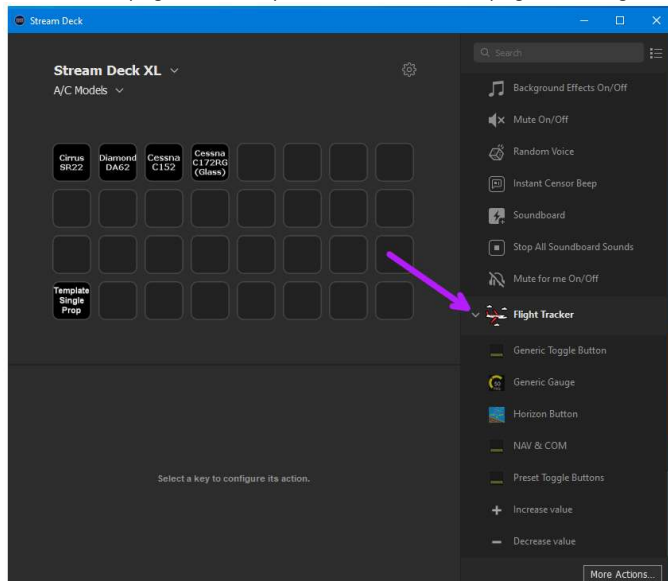 Stream Deck
Stream Deck XL
A/C Models
Cirrus
SR22
Diamond
DA62
Cessna
C152
Cessna
C172RG
(Glass)
Template
Single
Prop
Select a key to configure its action.
Search
Background Effects On/Off
Mute On/Off
Random Voice
Instant Censor Beep
Soundboard
Stop All Soundboard Sounds
Mute for me On/Off
Flight Tracker
Generic Toggle Button
Generic Gauge
Horizon Button
NAV & COM
Preset Toggle Buttons
Increase value
Decrease value
More Actions...